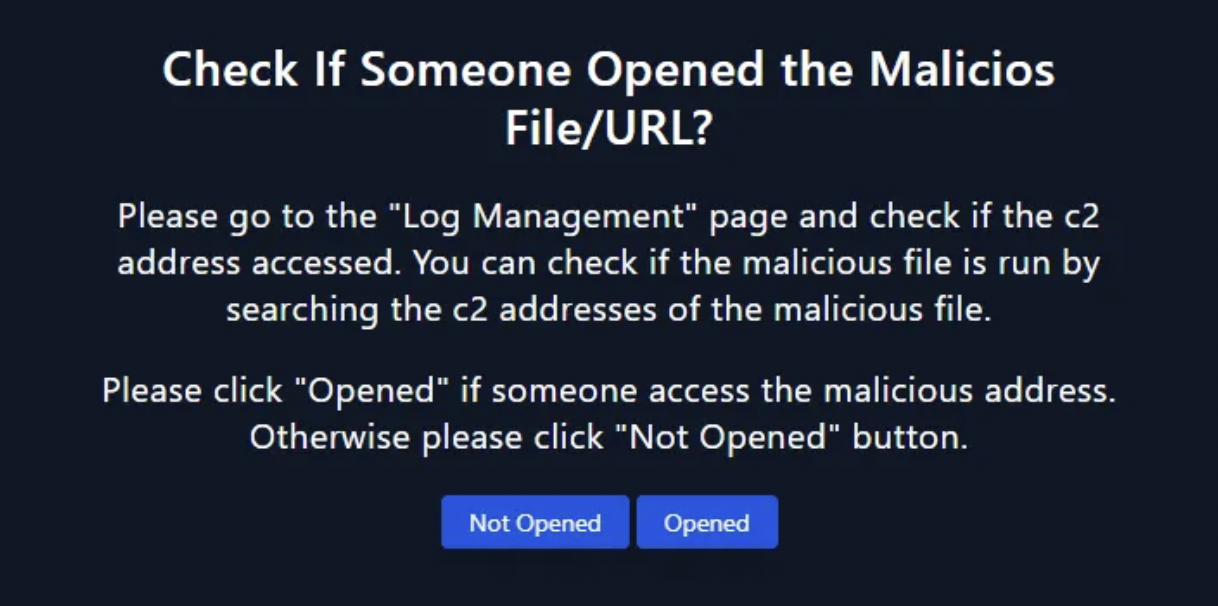 Check If Someone Opened the Malicios
File/URL?
Please go to the "Log Management" page and check if the c2
address accessed. You can check if the malicious file is run by
searching the c2 addresses of the malicious file.
Please click "Opened" if someone access the malicious address.
Otherwise please click "Not Opened" button.
Not Opened Opened